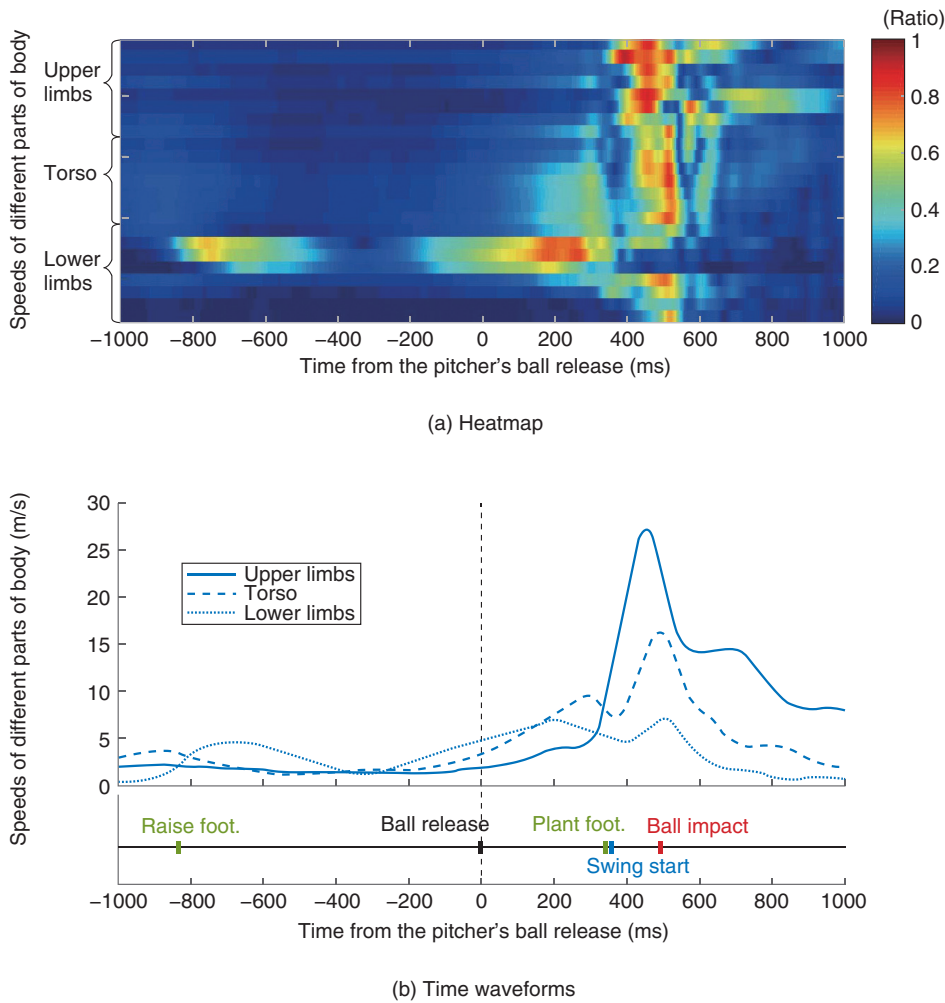 (Ratio)
Speeds of different parts of body
Upper
limbs
Torso
Lower
limbs
1
0.8
0.6
0.4
0.2
0
−1000 −800 −600 −400 −200 0 200 400 600 800 1000
Time from the pitcher's ball release (ms)
(a) Heatmap
Speeds of different parts of body (m/s)
30
25
20
15
10
5
0
Upper limbs
Torso
Lower limbs
Raise foot.
Ball release
Plant foot.
Ball impact
Swing start
−1000 −800 −600 −400 −200 0 200 400 600 800 1000
Time from the pitcher's ball release (ms)
(b) Time waveforms